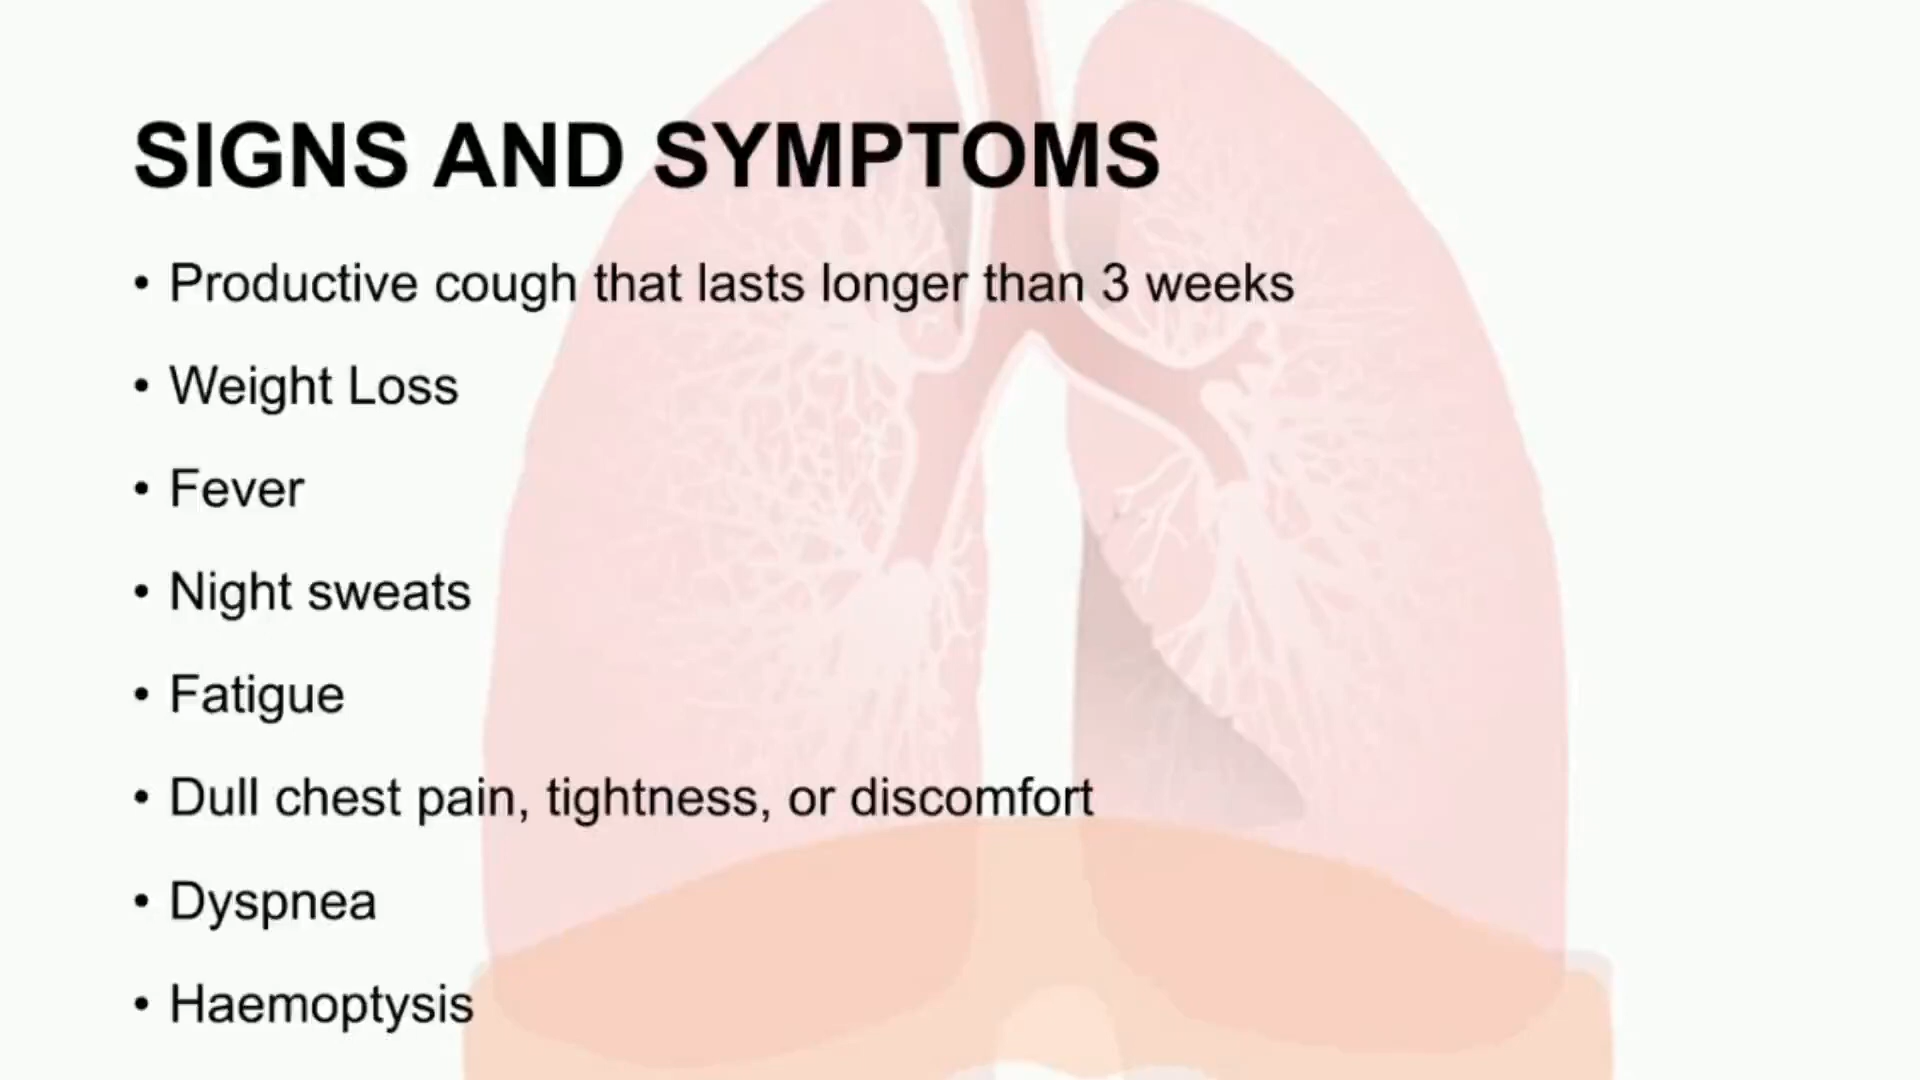 SIGNS AND SYMPTOMS
• Productive cough that lasts longer than 3 weeks
• Weight Loss
• Fever
• Night sweats
• Fatigue
• Dull chest pain, tightness, or discomfort
• Dyspnea
• Haemoptysis